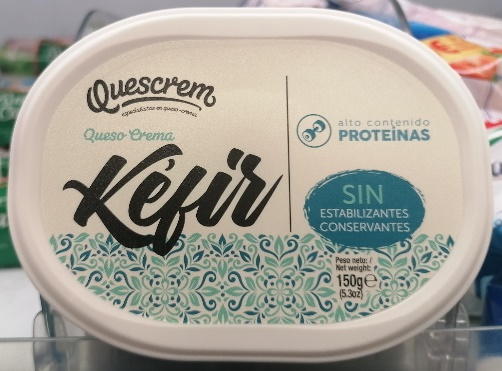 Quescrem
especialistas en queso crema
Queso Crema
Kéfir
alto contenido
PROTEÍNAS
SIN
ESTABILIZANTES
CONSERVANTES
Peso neto: /
Net weight:
150g e
(5.3oz)